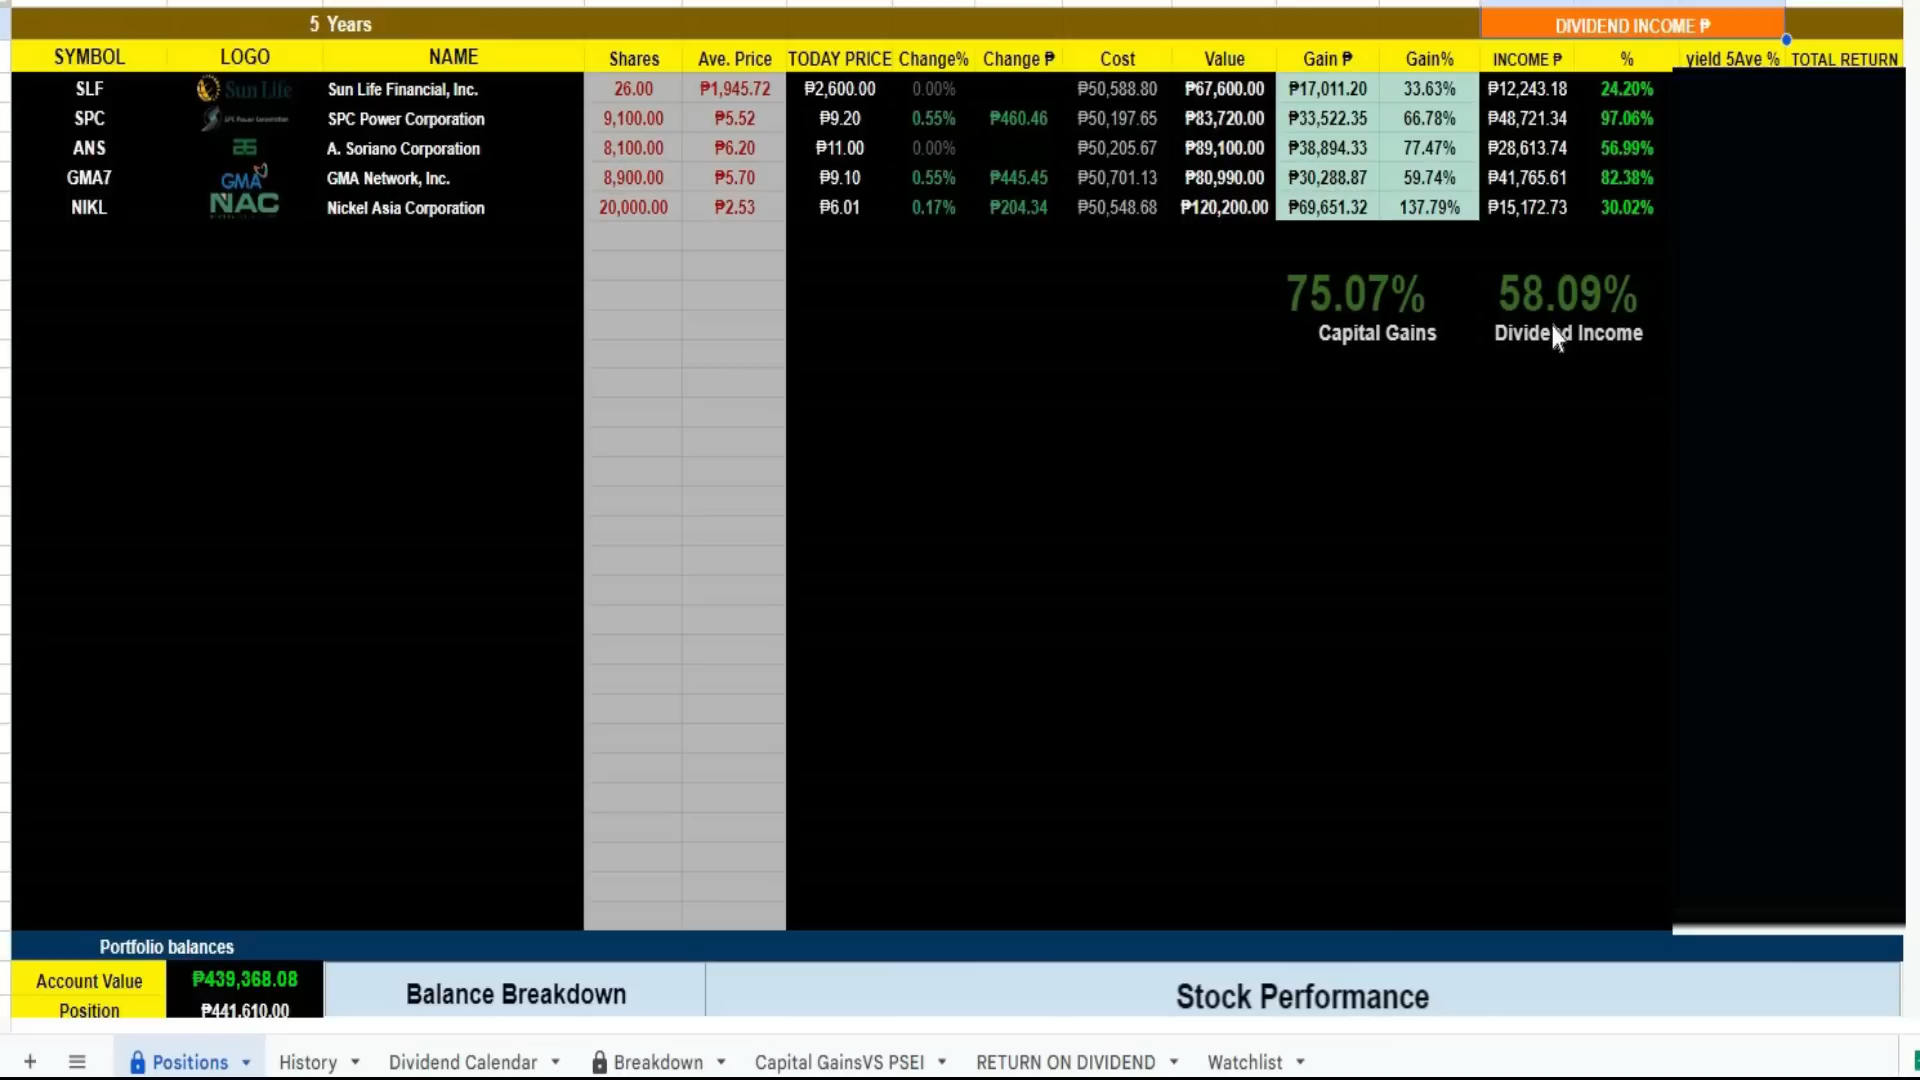 5 Years DIVIDEND INCOME ₱
SYMBOL LOGO NAME Shares Ave. Price TODAY PRICE Change% Change ₱ Cost Value Gain ₱ Gain% INCOME ₱ % yield 5Ave % TOTAL RETURN
SLF Sun Life Sun Life Financial, Inc. 26.00 ₱1,945.72 ₱2,600.00 0.00% ₱50,588.80 ₱67,600.00 ₱17,011.20 33.63% ₱12,243.18 24.20%
SPC SPC Power Corporation SPC Power Corporation 9,100.00 ₱5.52 ₱9.20 0.55% ₱460.46 ₱50,197.65 ₱83,720.00 ₱33,522.35 66.78% ₱48,721.34 97.06%
ANS A. Soriano Corporation 8,100.00 ₱6.20 ₱11.00 0.00% ₱50,205.67 ₱89,100.00 ₱38,894.33 77.47% ₱28,613.74 56.99%
GMA7 GMA GMA Network, Inc. 8,900.00 ₱5.70 ₱9.10 0.55% ₱445.45 ₱50,701.13 ₱80,990.00 ₱30,288.87 59.74% ₱41,765.61 82.38%
NIKL NAC Nickel Asia Corporation 20,000.00 ₱2.53 ₱6.01 0.17% ₱204.34 ₱50,548.68 ₱120,200.00 ₱69,651.32 137.79% ₱15,172.73 30.02%
75.07% 58.09%
Capital Gains Dividend Income
Portfolio balances
Account Value ₱439,368.08
Balance Breakdown Stock Performance
Position ₱441,610.00
Positions History Dividend Calendar Breakdown Capital GainsVS PSEI RETURN ON DIVIDEND Watchlist